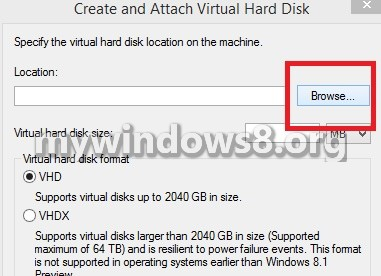 Create and Attach Virtual Hard Disk
Specify the virtual hard disk location on the machine.
Location:
Browse...
Virtual hard disk size:
MB
mywindows8.org
Virtual hard disk format
VHD
Supports virtual disks up to 2040 GB in size.
VHDX
Supports virtual disks larger than 2040 GB in size (Supported
maximum of 64 TB) and is resilient to power failure events. This format
is not supported in operating systems earlier than Windows 8.1
Preview.